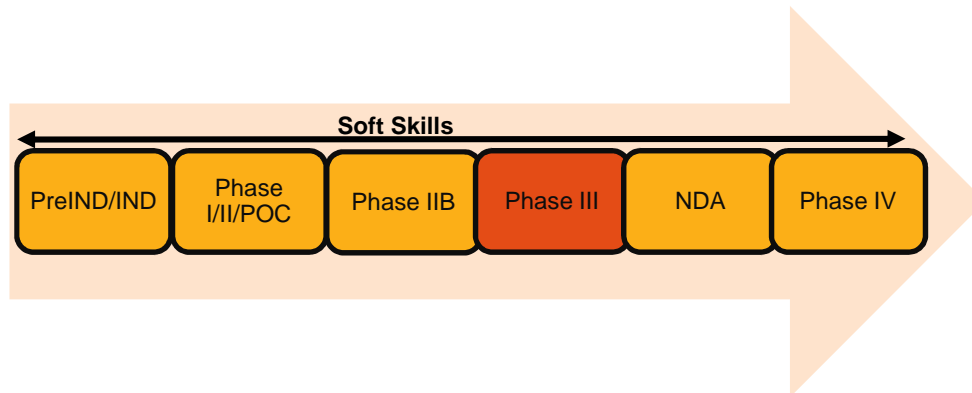 Soft Skills
PreIND/IND
Phase
I/II/POC
Phase IIB
Phase III
NDA
Phase IV